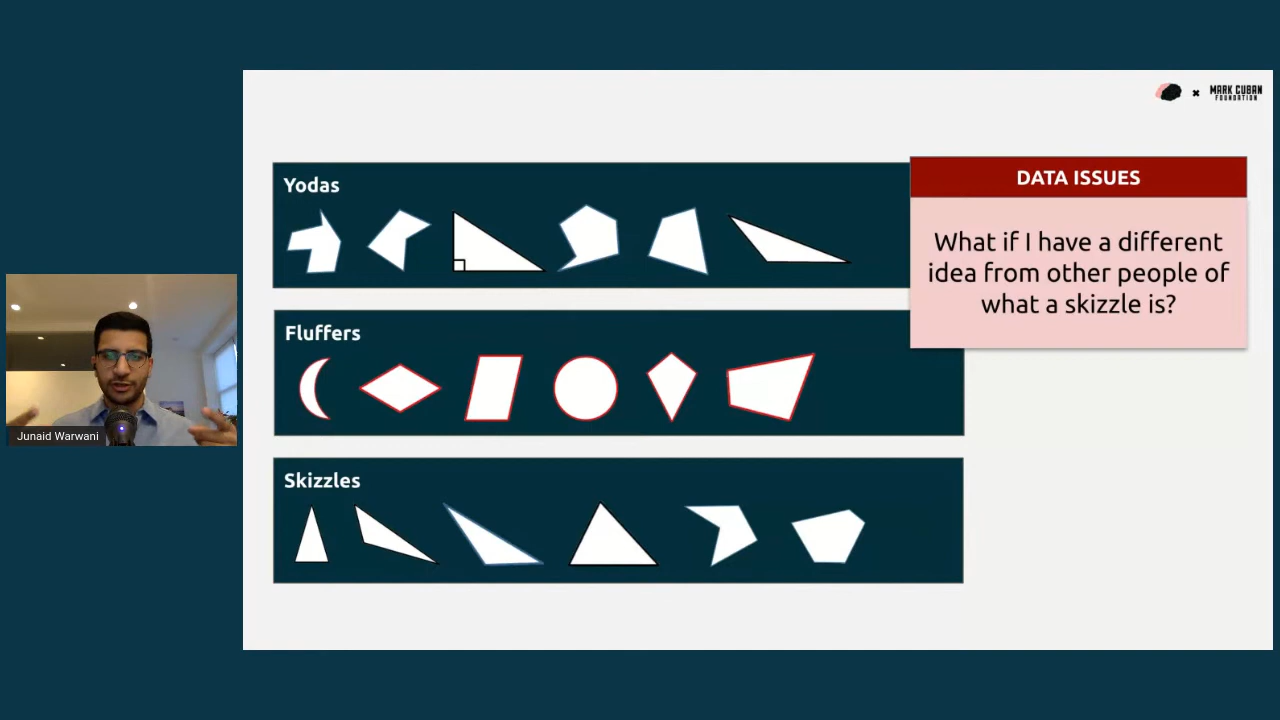 MARK CUBAN
FOUNDATION
Yodas
DATA ISSUES
What if I have a different
idea from other people of
what a skizzle is?
Fluffers
Junaid Warwani
Skizzles